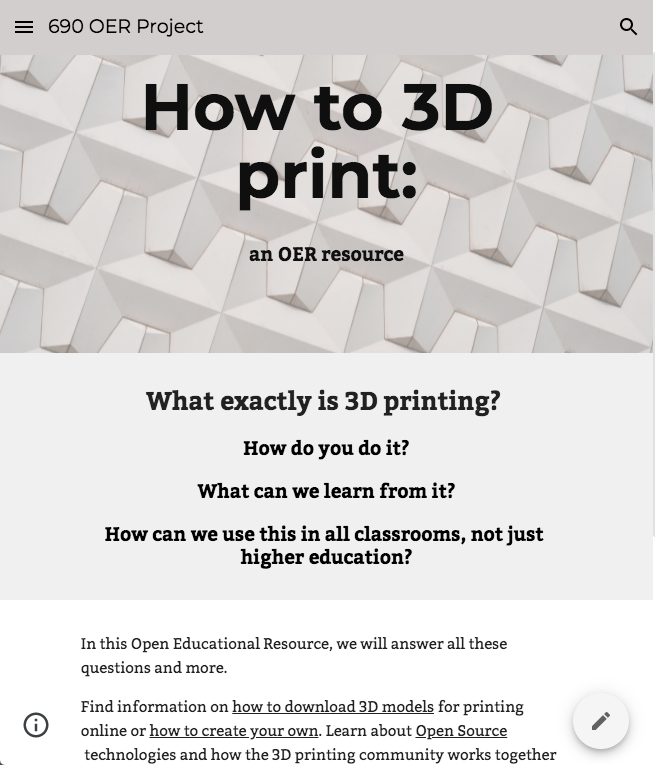 690 OER Project
How to 3D
print:
an OER resource
What exactly is 3D printing?
How do you do it?
What can we learn from it?
How can we use this in all classrooms, not just
higher education?
In this Open Educational Resource, we will answer all these
questions and more.
Find information on how to download 3D models for printing
online or how to create your own. Learn about Open Source
technologies and how the 3D printing community works together